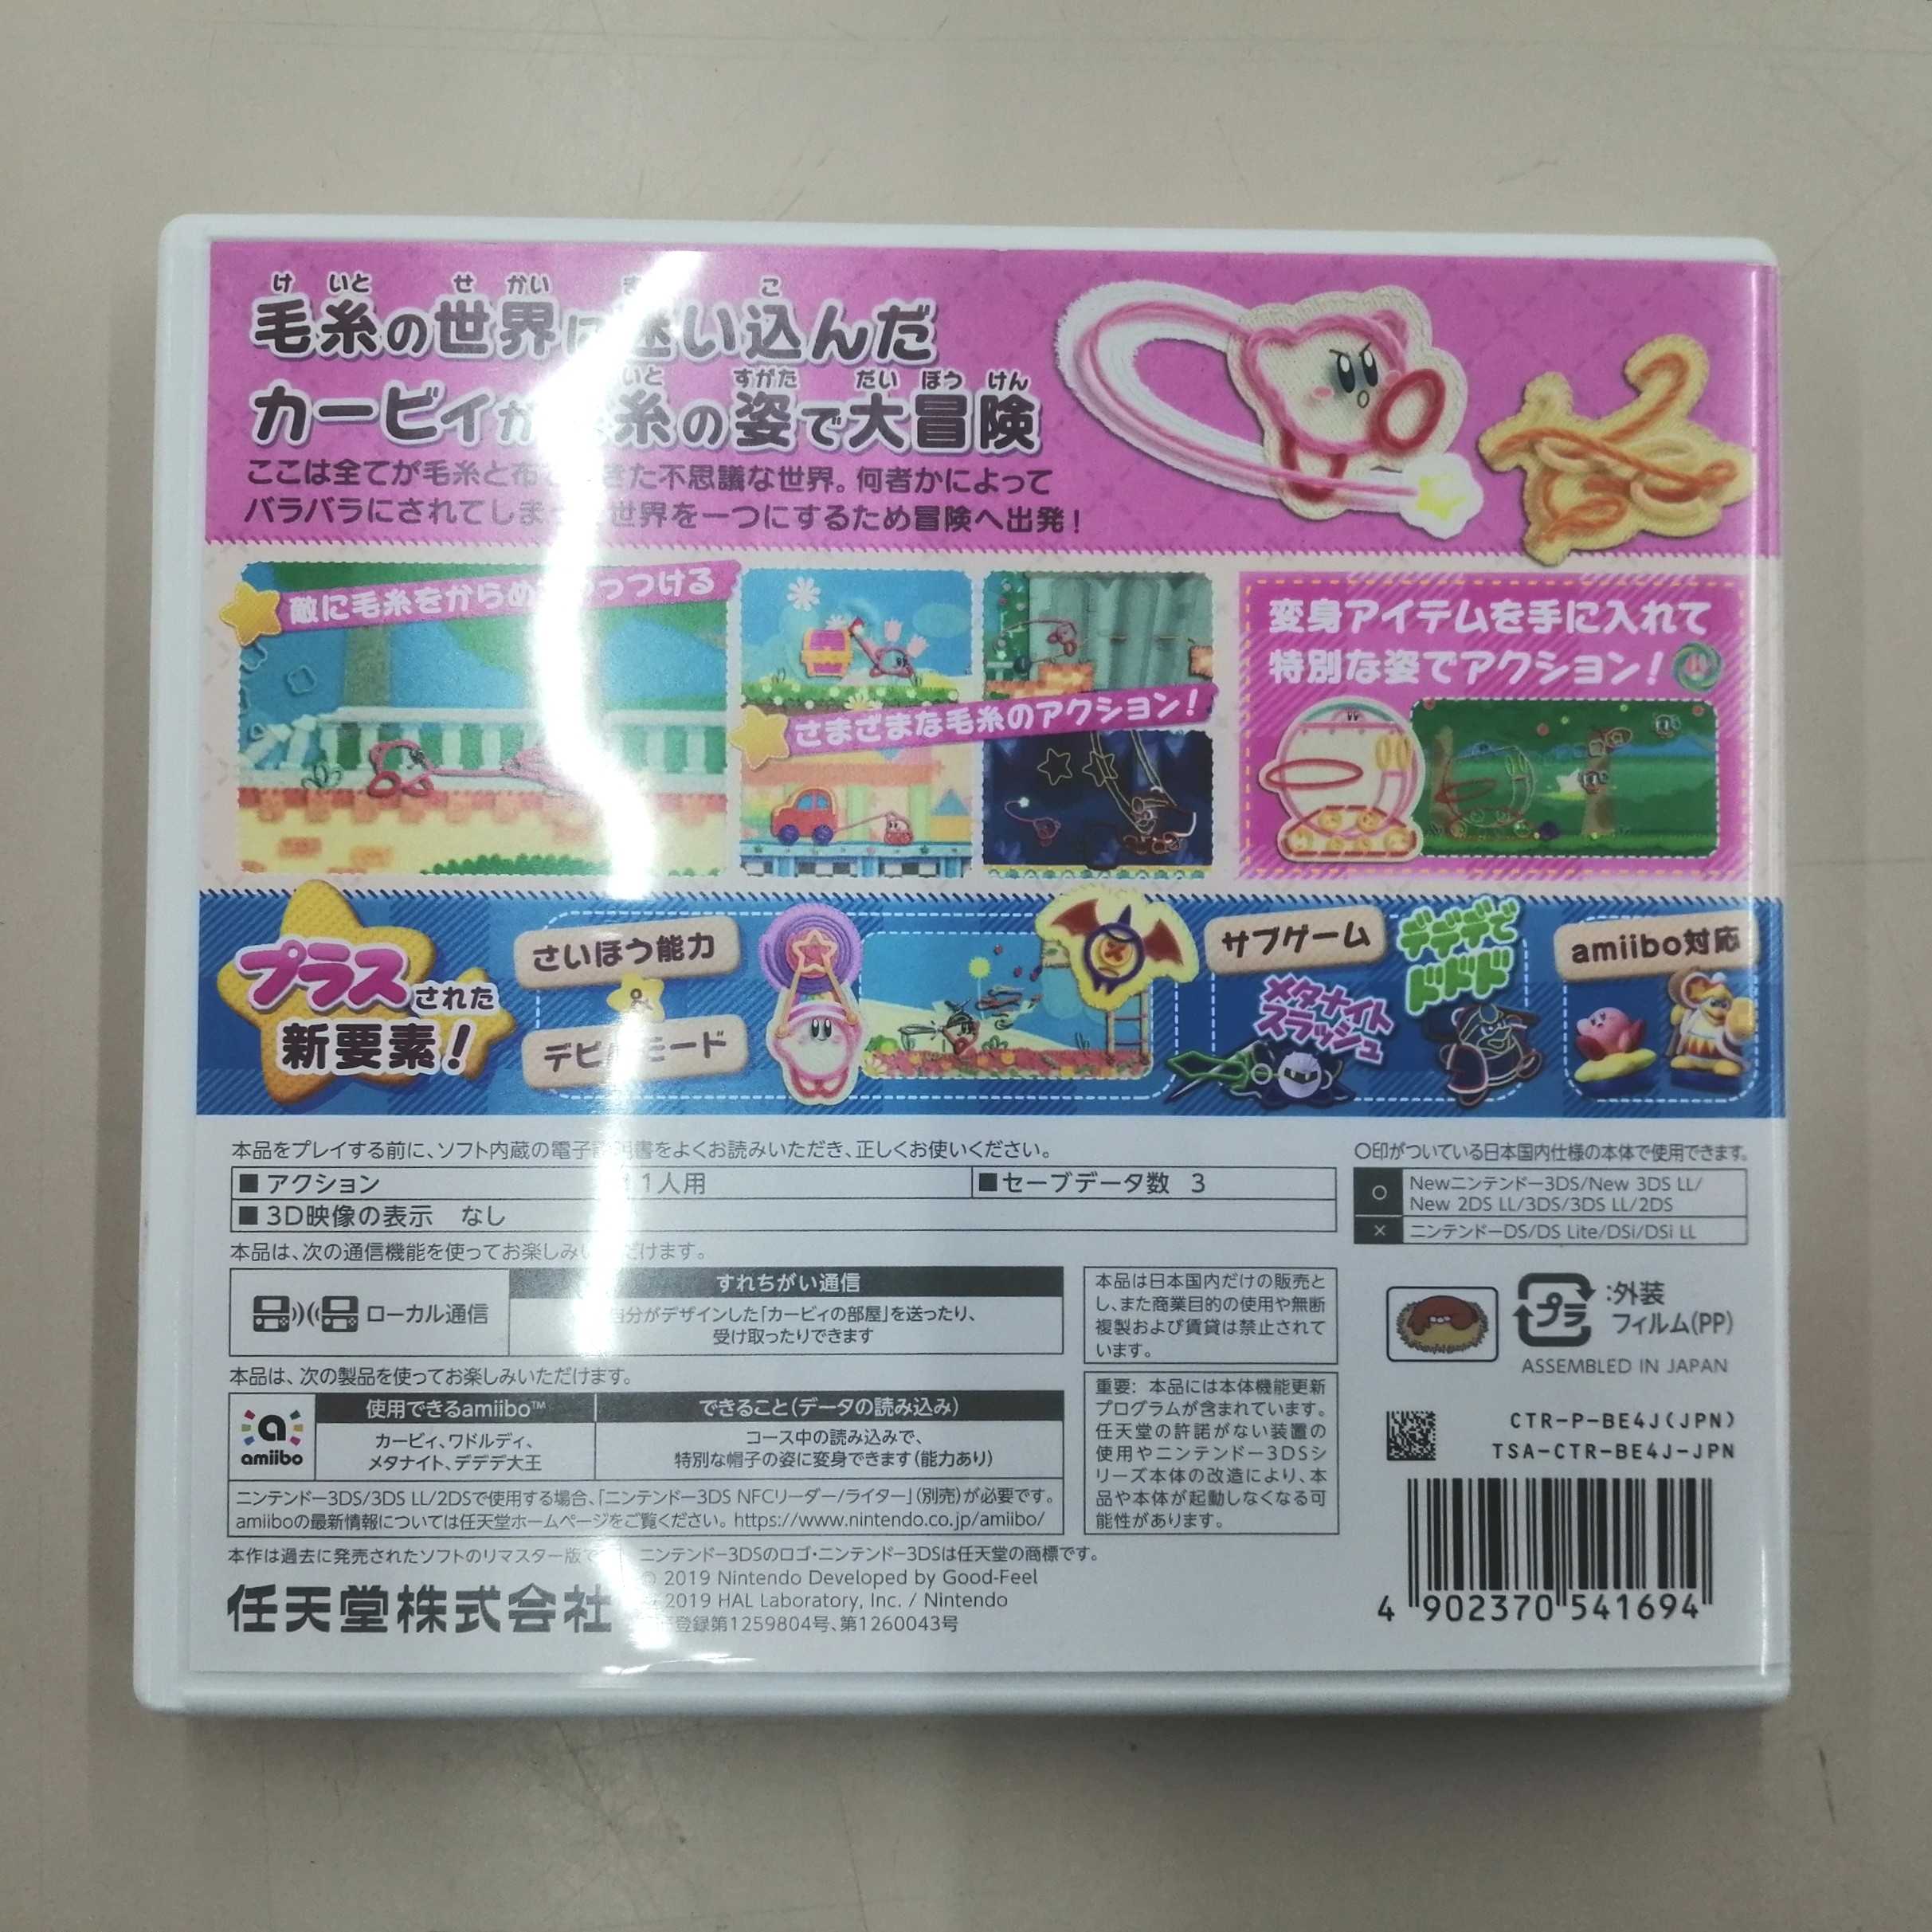 け いと せ かい こ
毛糸の世界に い込んだ
いと すがた だい ぼう けん
カービィが 糸の姿で大冒険
ここは全てが毛糸と布 きた不思議な世界。何者かによって
バラバラにされてしま 世界を一つにするため冒険へ出発!
敵に毛糸をからめ っつける
さまざまな毛糸のアクション!
変身アイテムを手に入れて
特別な姿でアクション!
プラスされた
新要素!
さいほう能力
&
デビ モード
サブゲーム
メタナイト
スラッシュ
デデデで
ドドド
amiibo対応
本品をプレイする前に、ソフト内蔵の電子 明書をよくお読みいただき、正しくお使いください。
■ アクション
1人用
■セーブデータ数 3
■ 3D映像の表示 なし
○印がついている日本国内仕様の本体で使用できます。
○ Newニンテンドー3DS/New 3DS LL/
New 2DS LL/3DS/3DS LL/2DS
× ニンテンドーDS/DS Lite/DSi/DSi LL
本品は、次の通信機能を使ってお楽しみい だけます。
ローカル通信
すれちがい通信
自分がデザインした「カービィの部屋」を送ったり、
受け取ったりできます
本品は日本国内だけの販売と
し、また商業目的の使用や無断
複製および賃貸は禁止されて
います。
プラ
:外装
フィルム(PP)
ASSEMBLED IN JAPAN
本品は、次の製品を使ってお楽しみいただけます。
amiibo
使用できるamiibo™
カービィ、ワドルディ、
メタナイト、デデデ大王
できること(データの読み込み)
コース中の読み込みで、
特別な帽子の姿に変身できます(能力あり)
ニンテンドー3DS/3DS LL/2DSで使用する場合、「ニンテンドー3DS NFCリーダー/ライター」(別売)が必要です。
amiiboの最新情報については任天堂ホームページをご覧ください。https://www.nintendo.co.jp/amiibo/
重要: 本品には本体機能更新
プログラムが含まれています。
任天堂の許諾がない装置の
使用やニンテンドー3DSシ
リーズ本体の改造により、本
品や本体が起動しなくなる可
能性があります。
CTR-P-BE4J(JPN)
TSA-CTR-BE4J-JPN
本作は過去に発売されたソフトのリマスター版で
ニンテンドー3DSのロゴ・ニンテンドー3DSは任天堂の商標です。
© 2019 Nintendo Developed by Good-Feel
2019 HAL Laboratory, Inc. / Nintendo
登録第1259804号、第1260043号
任天堂株式会社
4 902370 541694